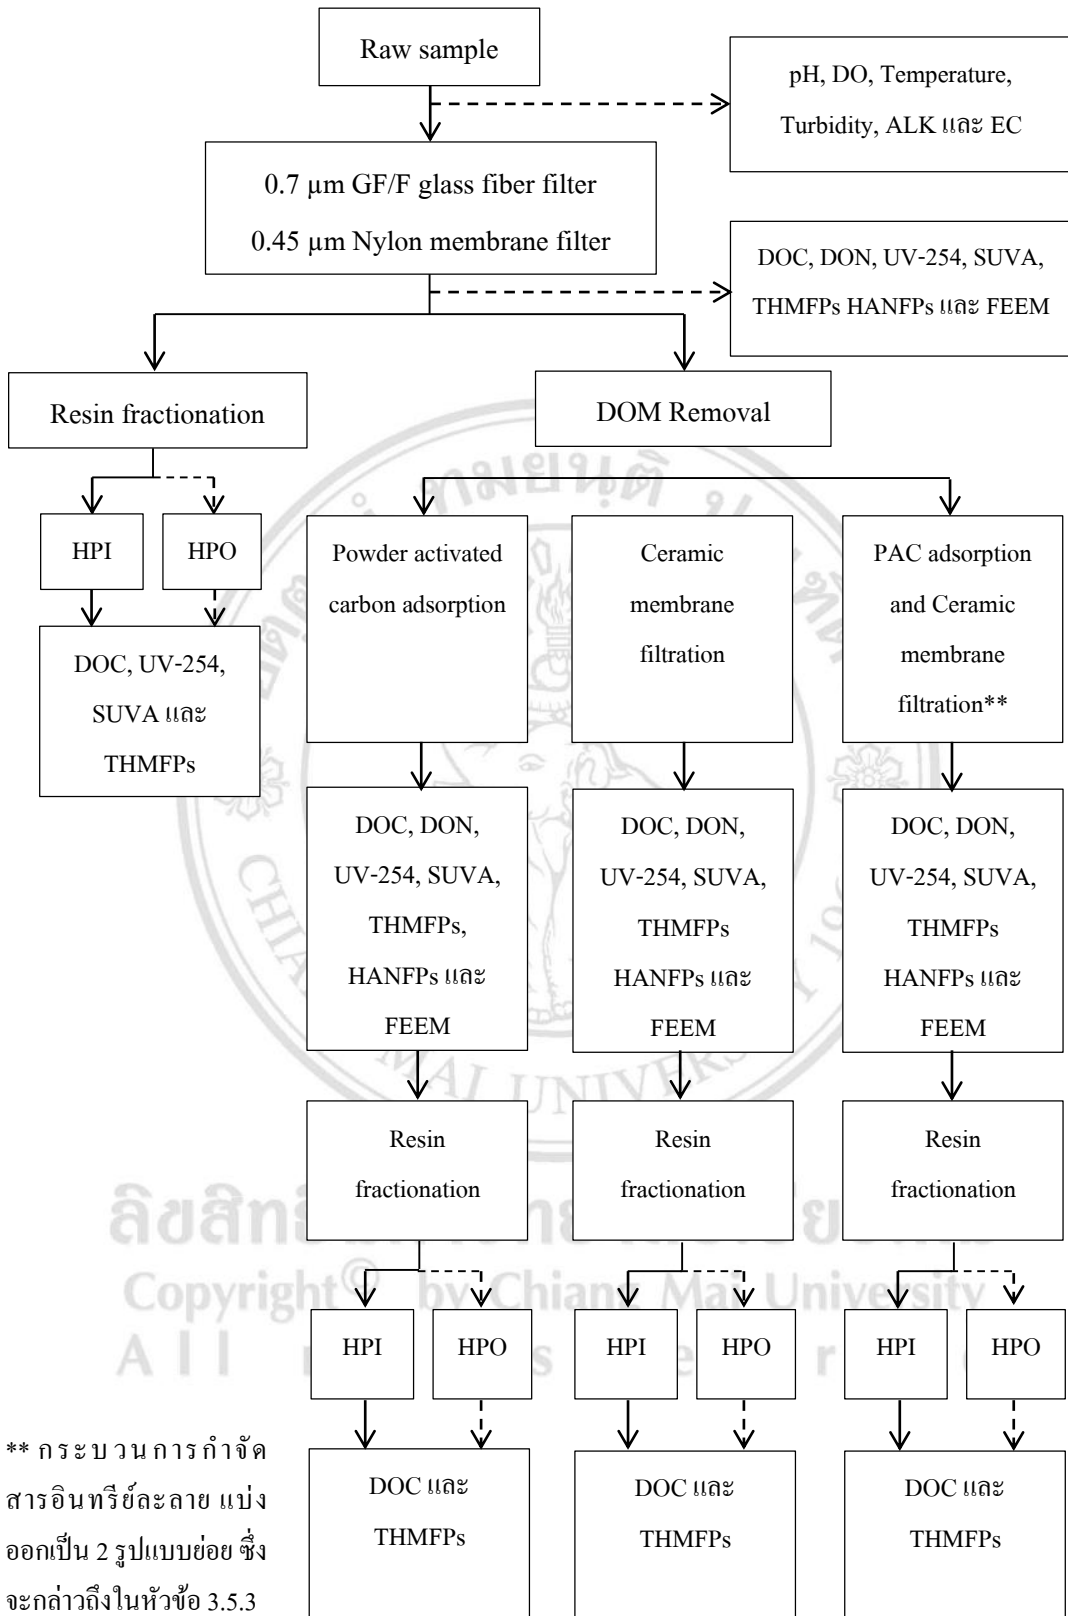 Raw sample
pH, DO, Temperature,
Turbidity, ALK และ EC
0.7 µm GF/F glass fiber filter
0.45 µm Nylon membrane filter
DOC, DON, UV-254, SUVA,
THMFPs HANFPs และ FEEM
Resin fractionation
DOM Removal
HPI
HPO
DOC, UV-254,
SUVA และ
THMFPs
Powder activated
carbon adsorption
Ceramic
membrane
filtration
PAC adsorption
and Ceramic
membrane
filtration**
DOC, DON,
UV-254, SUVA,
THMFPs,
HANFPs และ
FEEM
DOC, DON,
UV-254, SUVA,
THMFPs
HANFPs และ
FEEM
DOC, DON,
UV-254, SUVA,
THMFPs
HANFPs และ
FEEM
Resin
fractionation
Resin
fractionation
Resin
fractionation
HPI
HPO
HPI
HPO
HPI
HPO
DOC และ
THMFPs
DOC และ
THMFPs
DOC และ
THMFPs
** กระบวนการกำจัด
สารอินทรีย์ละลาย แบ่ง
ออกเป็น 2 รูปแบบย่อย ซึ่ง
จะกล่าวถึงในหัวข้อ 3.5.3
Copyright© by Chiang Mai University